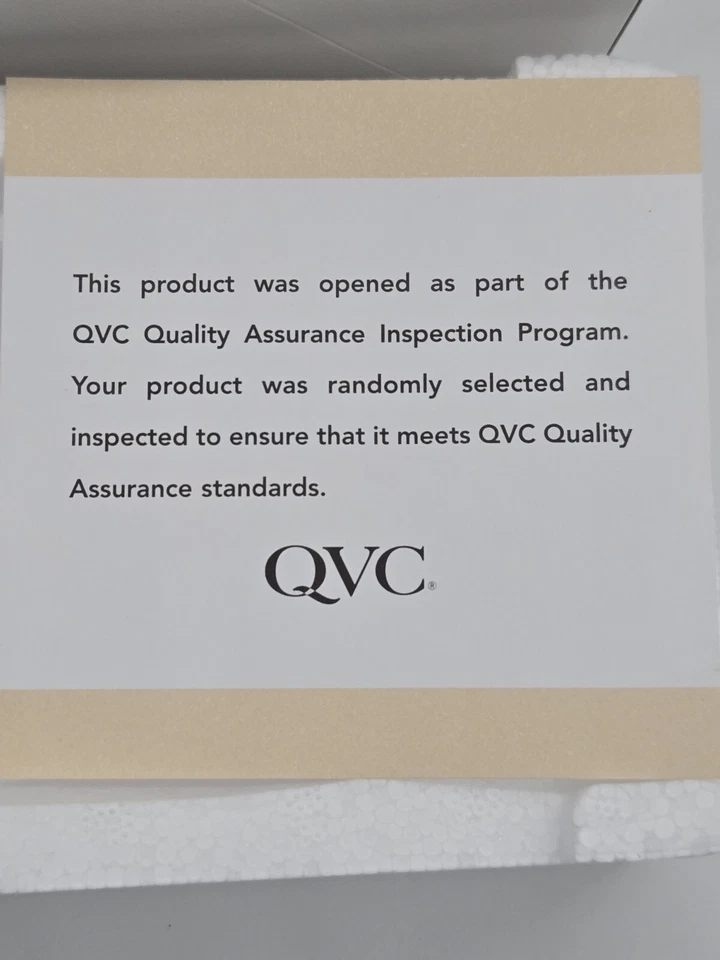 This product was opened as part of the
QVC Quality Assurance Inspection Program.
Your product was randomly selected and
inspected to ensure that it meets QVC Quality
Assurance standards.
QVC®